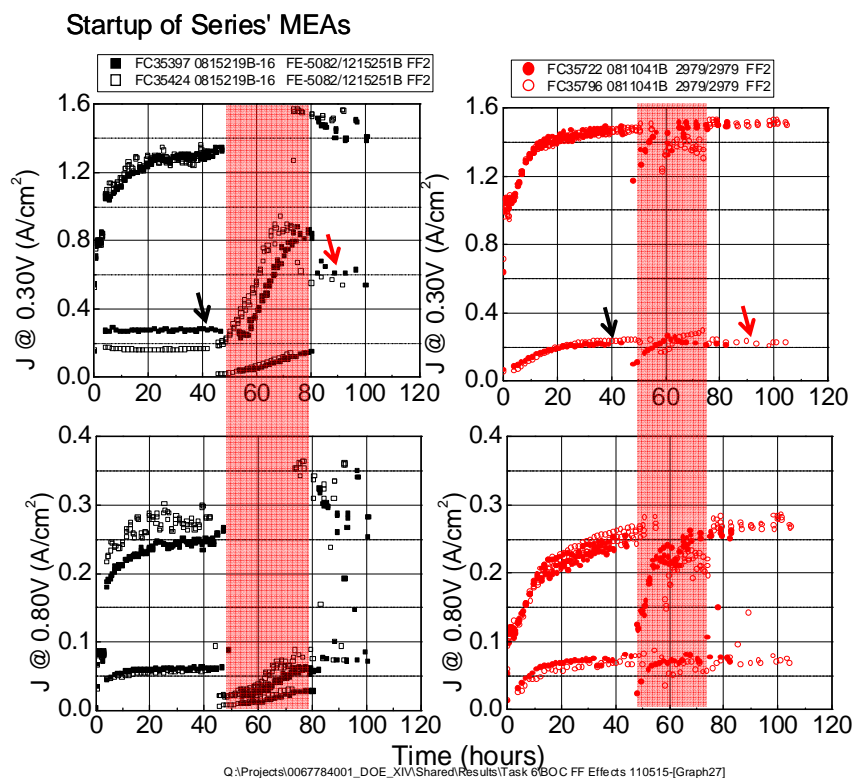 Startup of Series' MEAs
FC35397 0815219B-16 FE-5082/1215251B FF2
FC35424 0815219B-16 FE-5082/1215251B FF2
FC35722 0811041B 2979/2979 FF2
FC35796 0811041B 2979/2979 FF2
J @ 0.30V (A/cm²)
1.6
1.2
0.8
0.4
0.0
0 20 40 60 80 100 120
J @ 0.30V (A/cm²)
1.6
1.2
0.8
0.4
0.0
0 20 40 60 80 100 120
J @ 0.80V (A/cm²)
0.4
0.3
0.2
0.1
0.0
0 20 40 60 80 100 120
J @ 0.80V (A/cm²)
0.4
0.3
0.2
0.1
0.0
0 20 40 60 80 100 120
Time (hours)
Q:\Projects\0067784001_DOE_XIV\Shared\Results\Task 6\BOC FF Effects 110515-[Graph27]